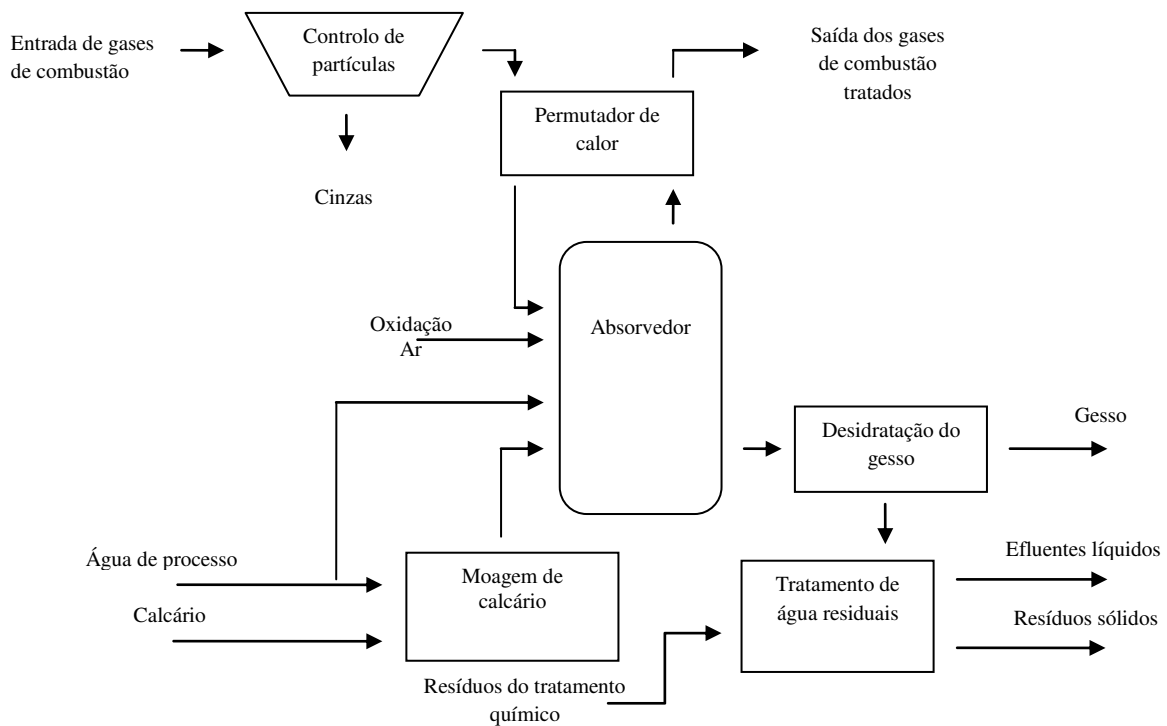 Entrada de gases
de combustão
Controlo de
partículas
Saída dos gases
de combustão
tratados
Permutador de
calor
Cinzas
Oxidação
Ar
Absorvedor
Desidratação do
gesso
Gesso
Água de processo
Calcário
Moagem de
calcário
Tratamento de
água residuais
Efluentes líquidos
Resíduos sólidos
Resíduos do tratamento
químico